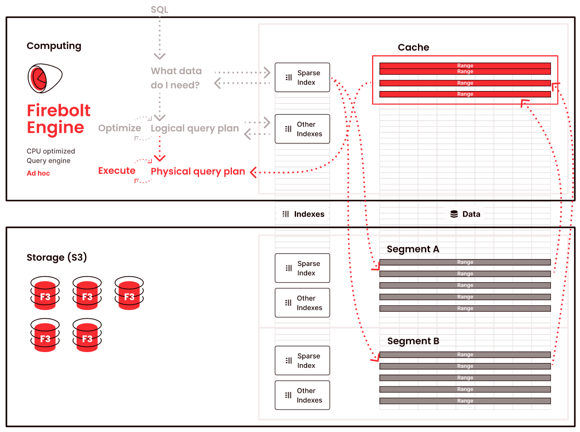 SQL
Computing
Cache
What data
do I need?
Sparse
Index
Range
Range
Range
Range
Firebolt
Engine
Optimize
Logical query plan
Other
Indexes
CPU optimized
Query engine
Ad hoc
Execute
Physical query plan
Indexes
Data
Storage (S3)
Segment A
Sparse
Index
Range
Range
Range
Range
Range
Other
Indexes
F3
F3
F3
F3
F3
Segment B
Sparse
Index
Range
Range
Range
Range
Range
Other
Indexes